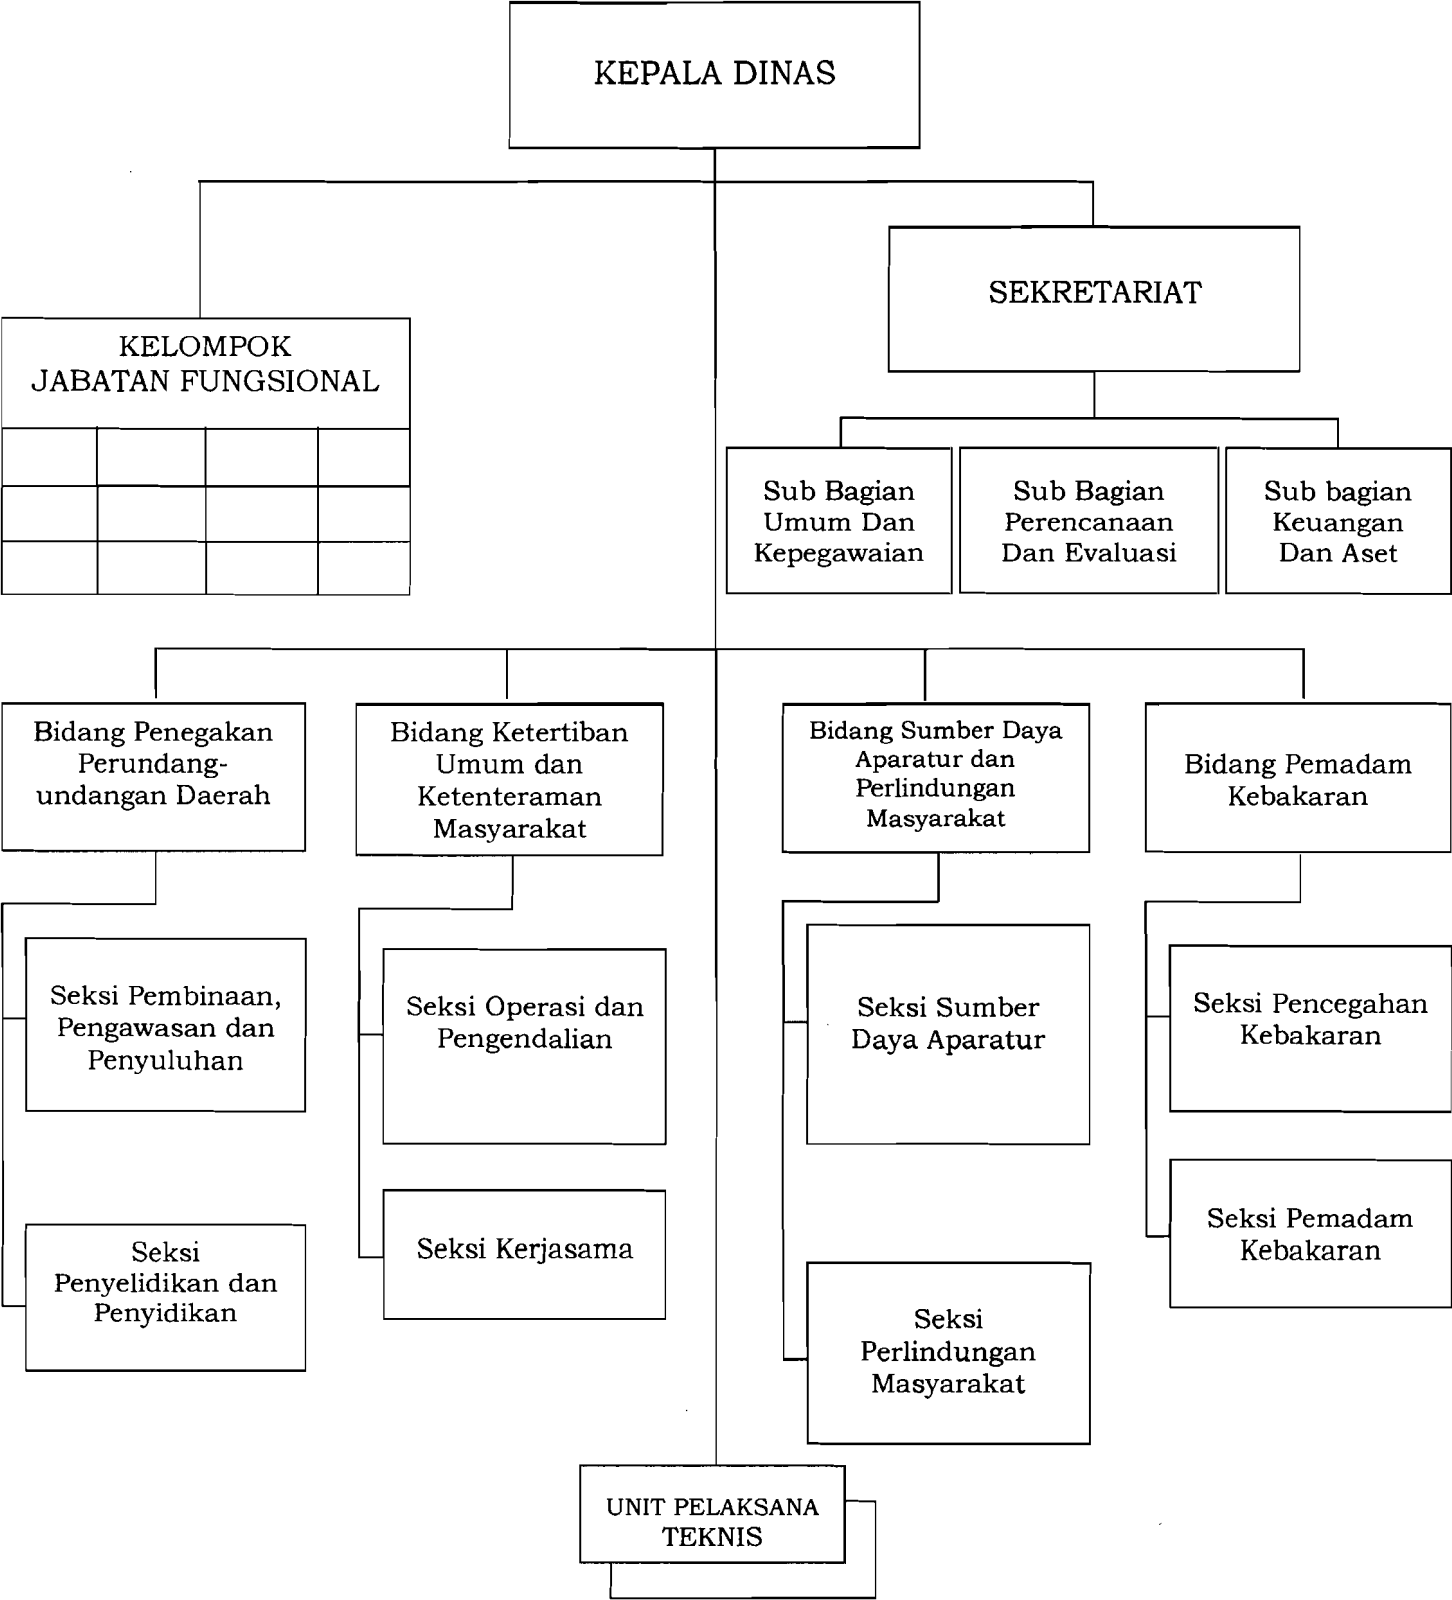 KEPALA DINAS
SEKRETARIAT
KELOMPOK
JABATAN FUNGSIONAL
Sub Bagian
Umum Dan
Kepegawaian
Sub Bagian
Perencanaan
Dan Evaluasi
Sub bagian
Keuangan
Dan Aset
Bidang Penegakan
Perundang-
undangan Daerah
Bidang Ketertiban
Umum dan
Ketenteraman
Masyarakat
Bidang Sumber Daya
Aparatur dan
Perlindungan
Masyarakat
Bidang Pemadam
Kebakaran
Seksi Pembinaan,
Pengawasan dan
Penyuluhan
Seksi Operasi dan
Pengendalian
Seksi Sumber
Daya Aparatur
Seksi Pencegahan
Kebakaran
Seksi
Penyelidikan dan
Penyidikan
Seksi Kerjasama
Seksi
Perlindungan
Masyarakat
Seksi Pemadam
Kebakaran
UNIT PELAKSANA
TEKNIS